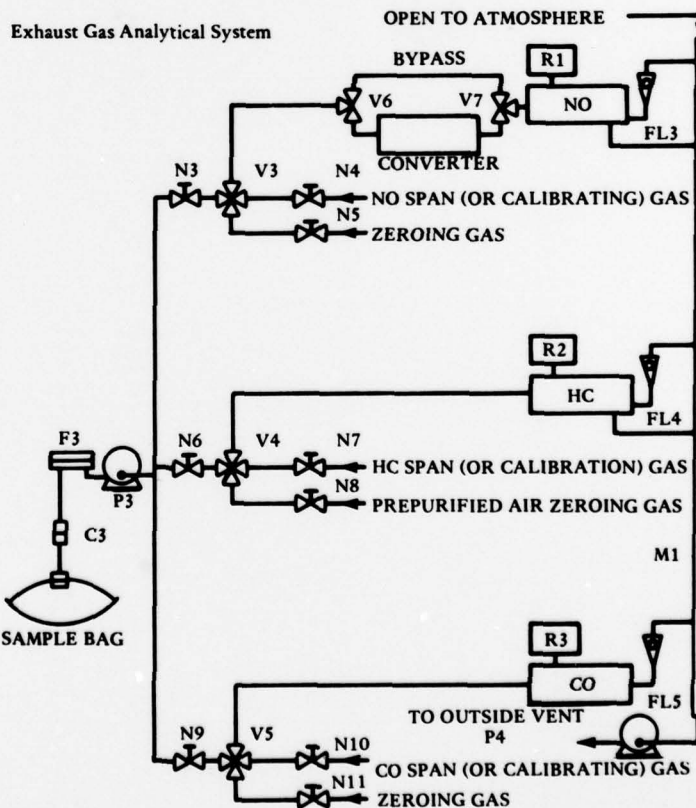 OPEN TO ATMOSPHERE
Exhaust Gas Analytical System
BYPASS
R1
V6
V7
NO
CONVERTER
FL3
N3
V3
N4
NO SPAN (OR CALIBRATING) GAS
N5
ZEROING GAS
R2
HC
FL4
F3
N6
V4
N7
HC SPAN (OR CALIBRATION) GAS
P3
N8
PREPURIFIED AIR ZEROING GAS
C3
M1
SAMPLE BAG
R3
CO
FL5
TO OUTSIDE VENT
P4
N9
V5
N10
CO SPAN (OR CALIBRATING) GAS
N11
ZEROING GAS